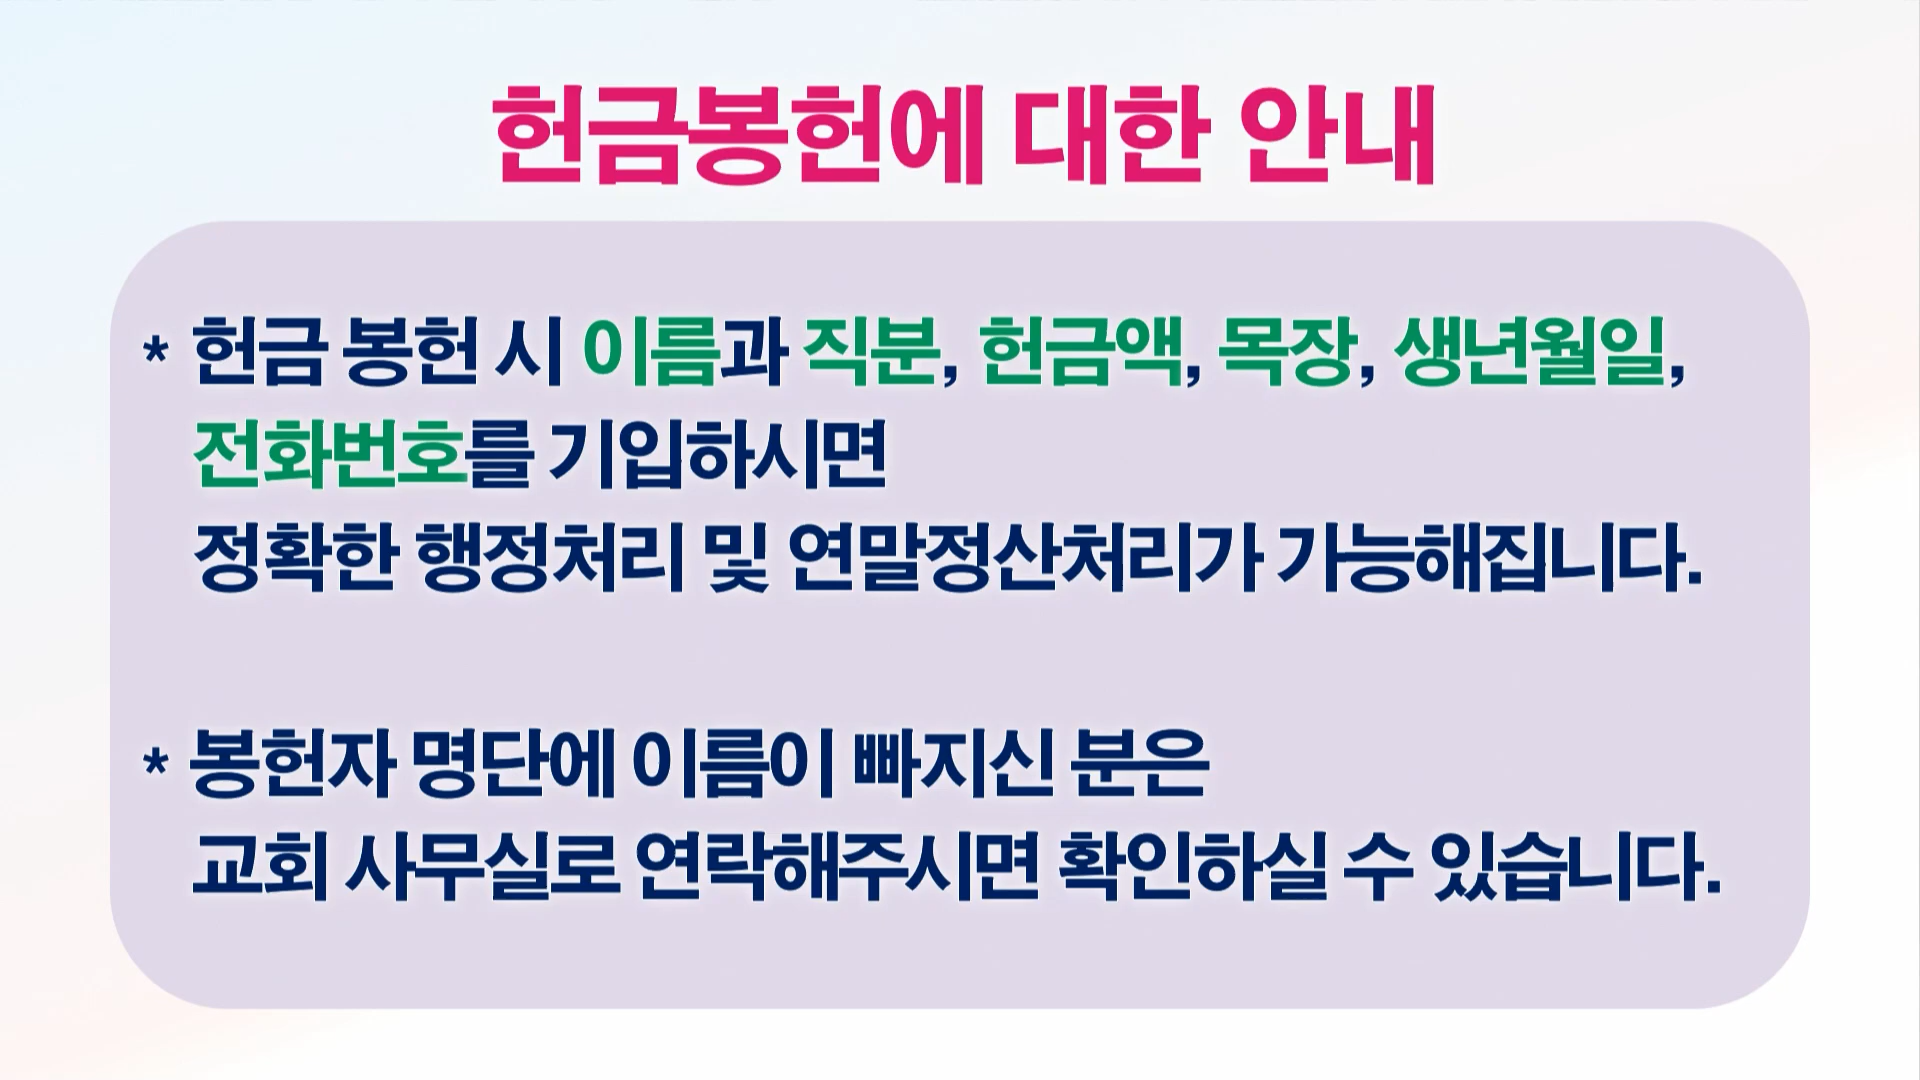 헌금봉헌에 대한 안내
* 헌금 봉헌 시 이름과 직분, 헌금액, 목장, 생년월일,
전화번호를 기입하시면
정확한 행정처리 및 연말정산처리가 가능해집니다.
* 봉헌자 명단에 이름이 빠지신 분은
교회 사무실로 연락해주시면 확인하실 수 있습니다.